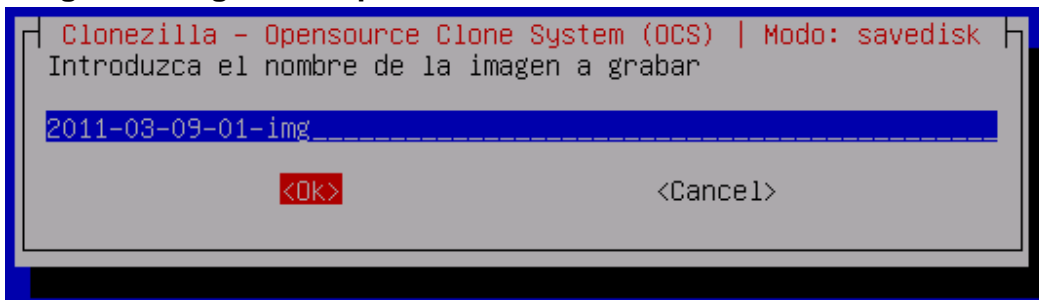 Clonezilla - Opensource Clone System (OCS) | Modo: savedisk
Introduzca el nombre de la imagen a grabar
2011-03-09-01-img
<Ok> <Cancel>